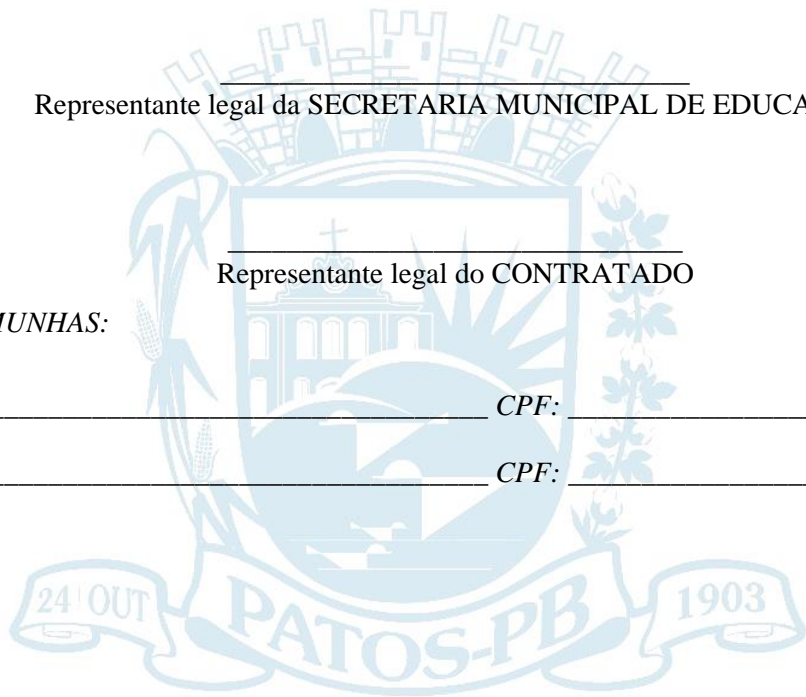 Representante legal da SECRETARIA MUNICIPAL DE EDUCA
Representante legal do CONTRATADO
MUNHAS:
CPF:
CPF:
24 OUT PATOS-PB 1903